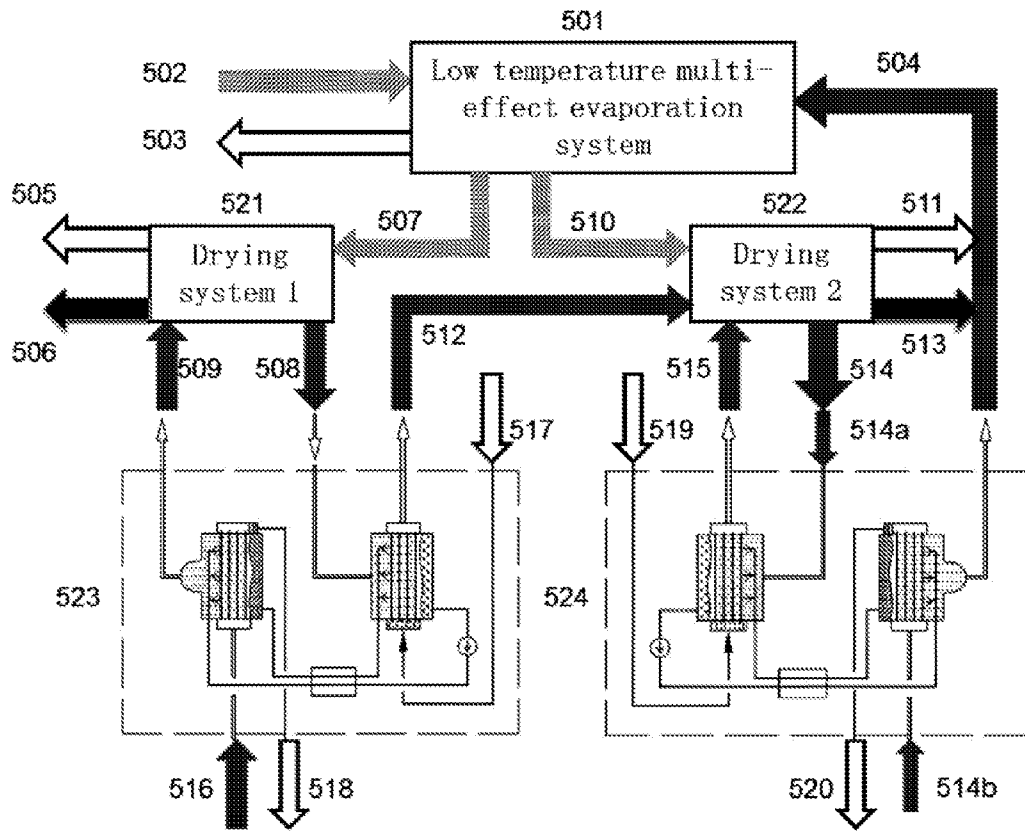 501
502
Low temperature multi-
effect evaporation
system
504
503
505
521
507
510
522
511
Drying
system 1
Drying
system 2
506
509
508
512
515
514
513
517
519
514a
523
524
516
518
520
514b